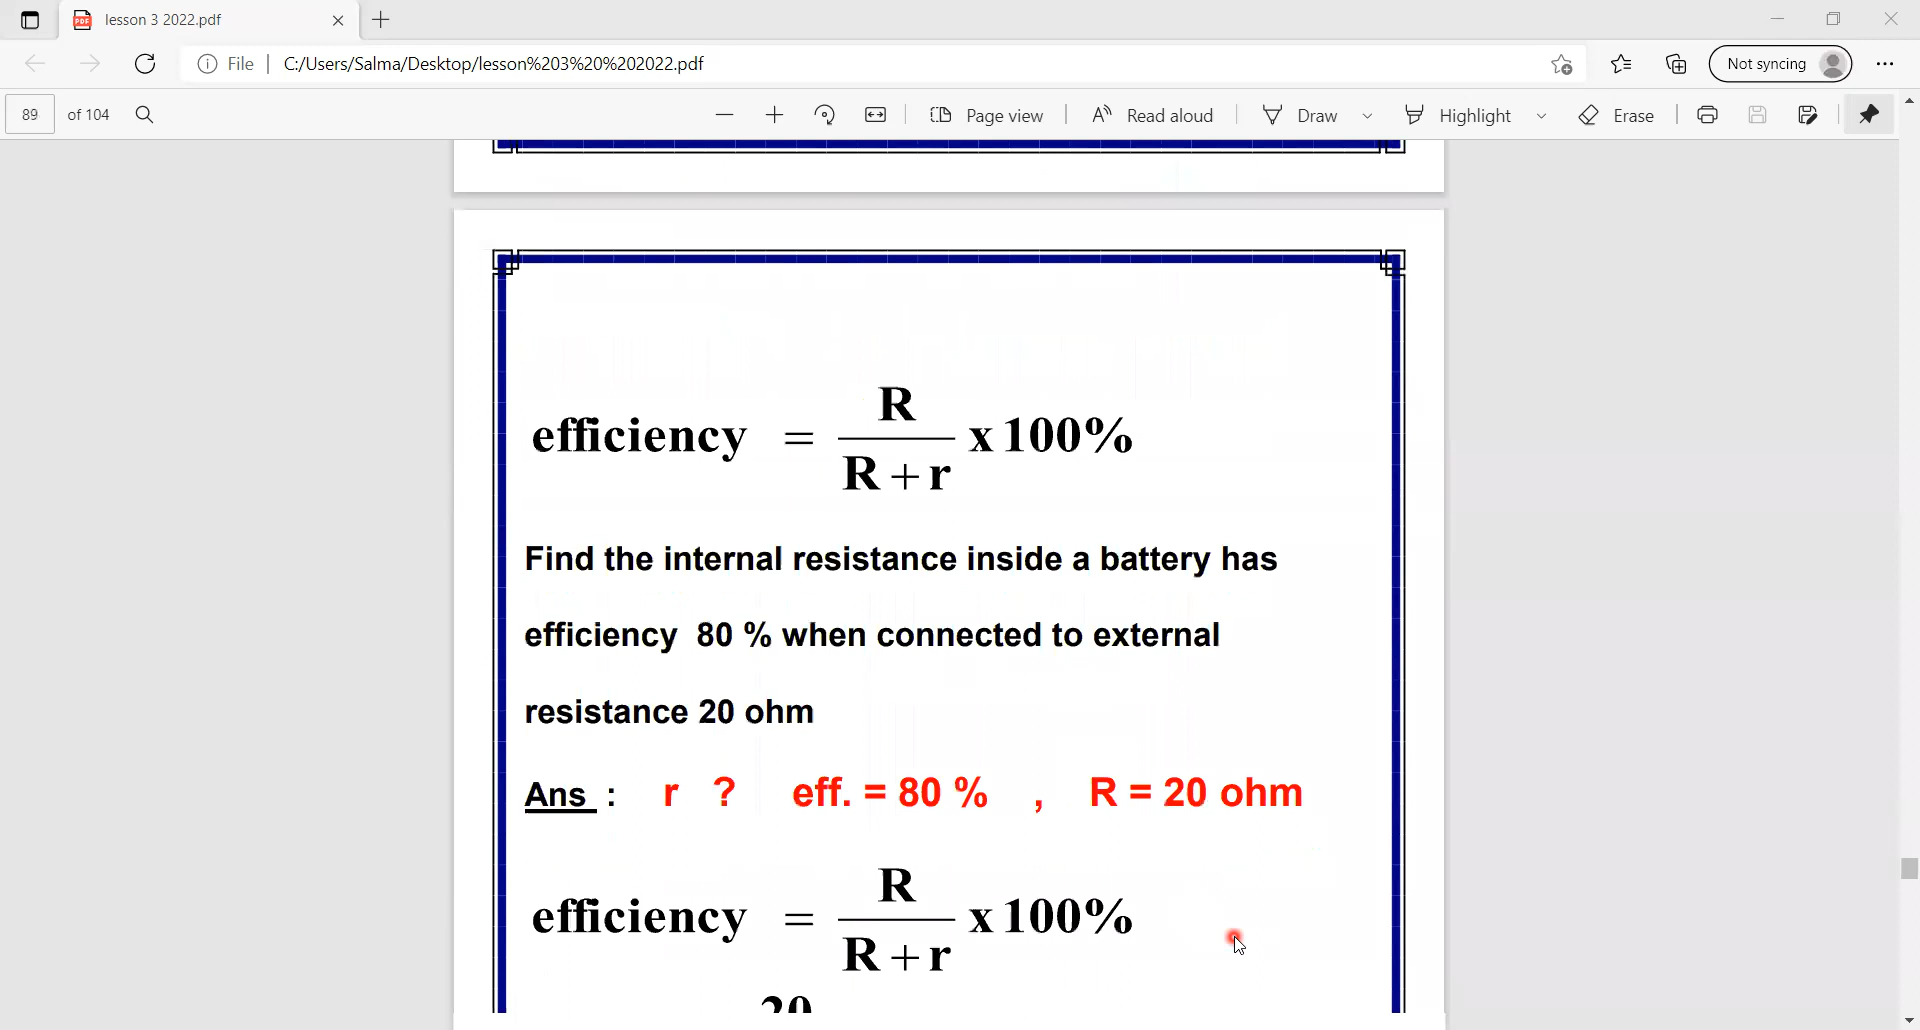 lesson 3 2022.pdf
File | C:/Users/Salma/Desktop/lesson%203%20%202022.pdf
Not syncing
89 of 104
Page view
Read aloud
Draw
Highlight
Erase
efficiency = R / R + r x 100%
Find the internal resistance inside a battery has
efficiency 80 % when connected to external
resistance 20 ohm
Ans : r ? eff. = 80 % , R = 20 ohm
efficiency = R / R + r x 100%
20